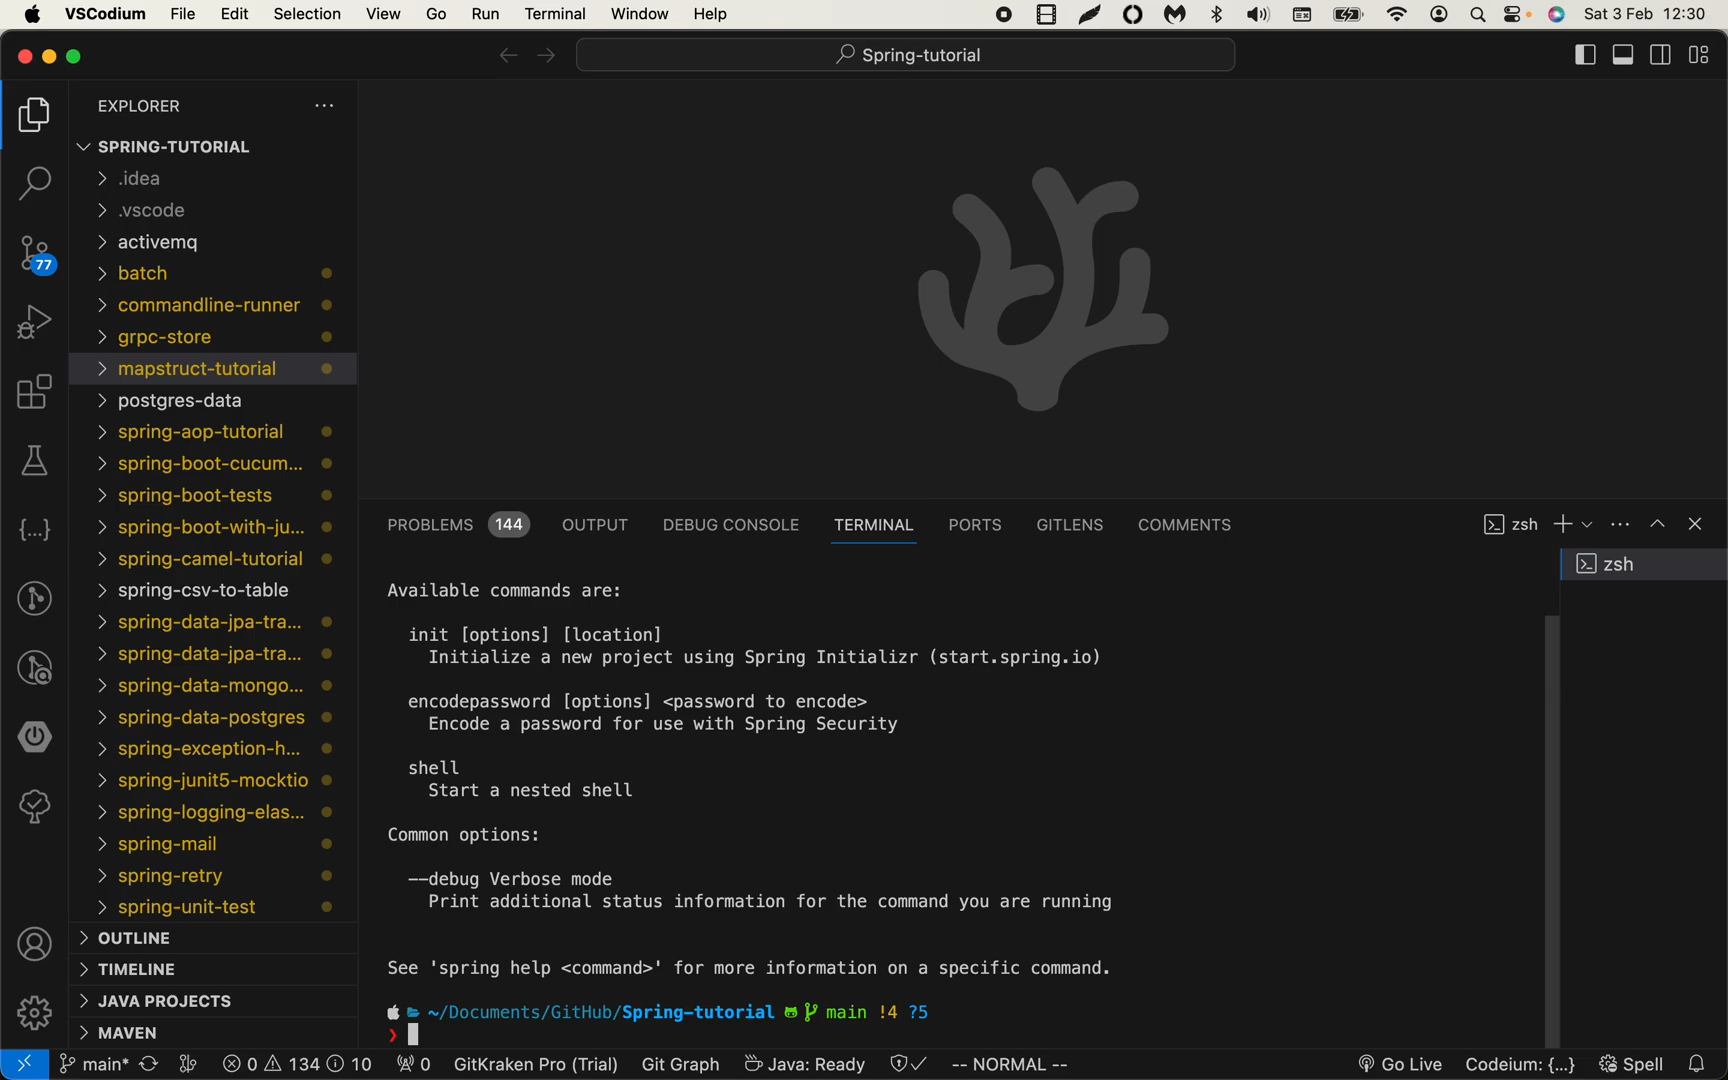 VSCodium File Edit Selection View Go Run Terminal Window Help Sat 3 Feb 12:30
Spring-tutorial
EXPLORER ...
SPRING-TUTORIAL
.idea
.vscode
activemq
batch
commandline-runner
grpc-store
mapstruct-tutorial
postgres-data
spring-aop-tutorial
spring-boot-cucum...
spring-boot-tests
spring-boot-with-ju...
spring-camel-tutorial
spring-csv-to-table
spring-data-jpa-tra...
spring-data-jpa-tra...
spring-data-mongo...
spring-data-postgres
spring-exception-h...
spring-junit5-mocktio
spring-logging-elas...
spring-mail
spring-retry
spring-unit-test
OUTLINE
TIMELINE
JAVA PROJECTS
MAVEN
77
{...}
PROBLEMS 144 OUTPUT DEBUG CONSOLE TERMINAL PORTS GITLENS COMMENTS zsh
zsh
Available commands are:
init [options] [location]
Initialize a new project using Spring Initializr (start.spring.io)
encodepassword [options] <password to encode>
Encode a password for use with Spring Security
shell
Start a nested shell
Common options:
--debug Verbose mode
Print additional status information for the command you are running
See 'spring help <command>' for more information on a specific command.
~/Documents/GitHub/Spring-tutorial main !4 ?5
❯
main* 0 134 10 0 GitKraken Pro (Trial) Git Graph Java: Ready -- NORMAL -- Go Live Codeium: {...} Spell